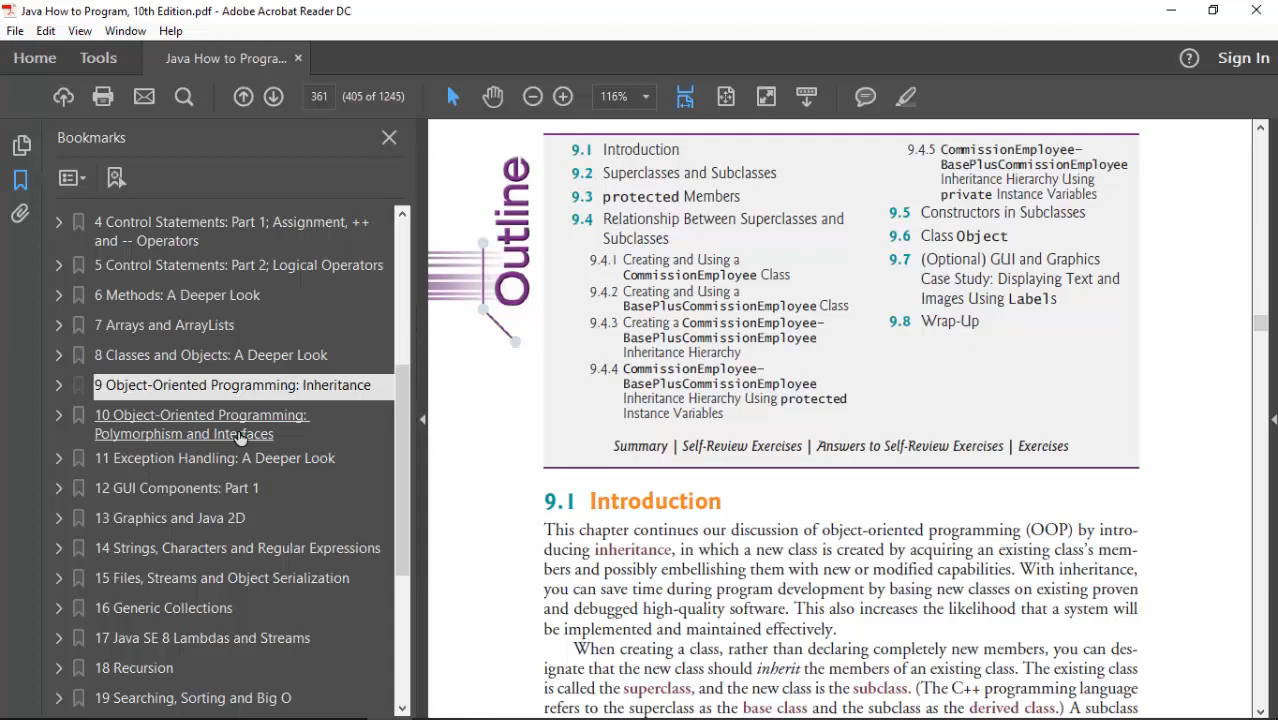 Java How to Program, 10th Edition.pdf - Adobe Acrobat Reader DC
File Edit View Window Help
Home Tools Java How to Progra... × ? Sign In
361 (405 of 1245) 116%
Bookmarks
4 Control Statements: Part 1; Assignment, ++
and -- Operators
5 Control Statements: Part 2; Logical Operators
6 Methods: A Deeper Look
7 Arrays and ArrayLists
8 Classes and Objects: A Deeper Look
9 Object-Oriented Programming: Inheritance
10 Object-Oriented Programming:
Polymorphism and Interfaces
11 Exception Handling: A Deeper Look
12 GUI Components: Part 1
13 Graphics and Java 2D
14 Strings, Characters and Regular Expressions
15 Files, Streams and Object Serialization
16 Generic Collections
17 Java SE 8 Lambdas and Streams
18 Recursion
19 Searching, Sorting and Big O
Outline
9.1 Introduction
9.2 Superclasses and Subclasses
9.3 protected Members
9.4 Relationship Between Superclasses and
Subclasses
9.4.1 Creating and Using a
CommissionEmployee Class
9.4.2 Creating and Using a
BasePlusCommissionEmployee Class
9.4.3 Creating a CommissionEmployee–
BasePlusCommissionEmployee
Inheritance Hierarchy
9.4.4 CommissionEmployee–
BasePlusCommissionEmployee
Inheritance Hierarchy Using protected
Instance Variables
9.4.5 CommissionEmployee–
BasePlusCommissionEmployee
Inheritance Hierarchy Using
private Instance Variables
9.5 Constructors in Subclasses
9.6 Class Object
9.7 (Optional) GUI and Graphics
Case Study: Displaying Text and
Images Using Labels
9.8 Wrap-Up
Summary | Self-Review Exercises | Answers to Self-Review Exercises | Exercises
9.1 Introduction
This chapter continues our discussion of object-oriented programming (OOP) by intro-
ducing inheritance, in which a new class is created by acquiring an existing class's mem-
bers and possibly embellishing them with new or modified capabilities. With inheritance,
you can save time during program development by basing new classes on existing proven
and debugged high-quality software. This also increases the likelihood that a system will
be implemented and maintained effectively.
When creating a class, rather than declaring completely new members, you can des-
ignate that the new class should inherit the members of an existing class. The existing class
is called the superclass, and the new class is the subclass. (The C++ programming language
refers to the superclass as the base class and the subclass as the derived class.) A subclass